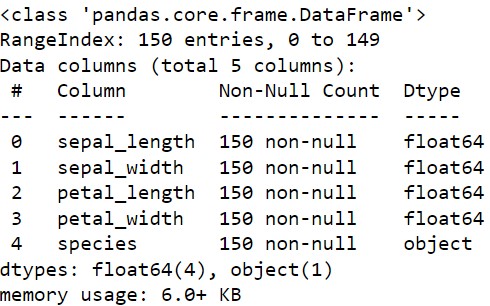 <class 'pandas.core.frame.DataFrame'>
RangeIndex: 150 entries, 0 to 149
Data columns (total 5 columns):
 #   Column        Non-Null Count  Dtype
---  ------        --------------  -----
 0   sepal_length  150 non-null    float64
 1   sepal_width   150 non-null    float64
 2   petal_length  150 non-null    float64
 3   petal_width   150 non-null    float64
 4   species       150 non-null    object
dtypes: float64(4), object(1)
memory usage: 6.0+ KB